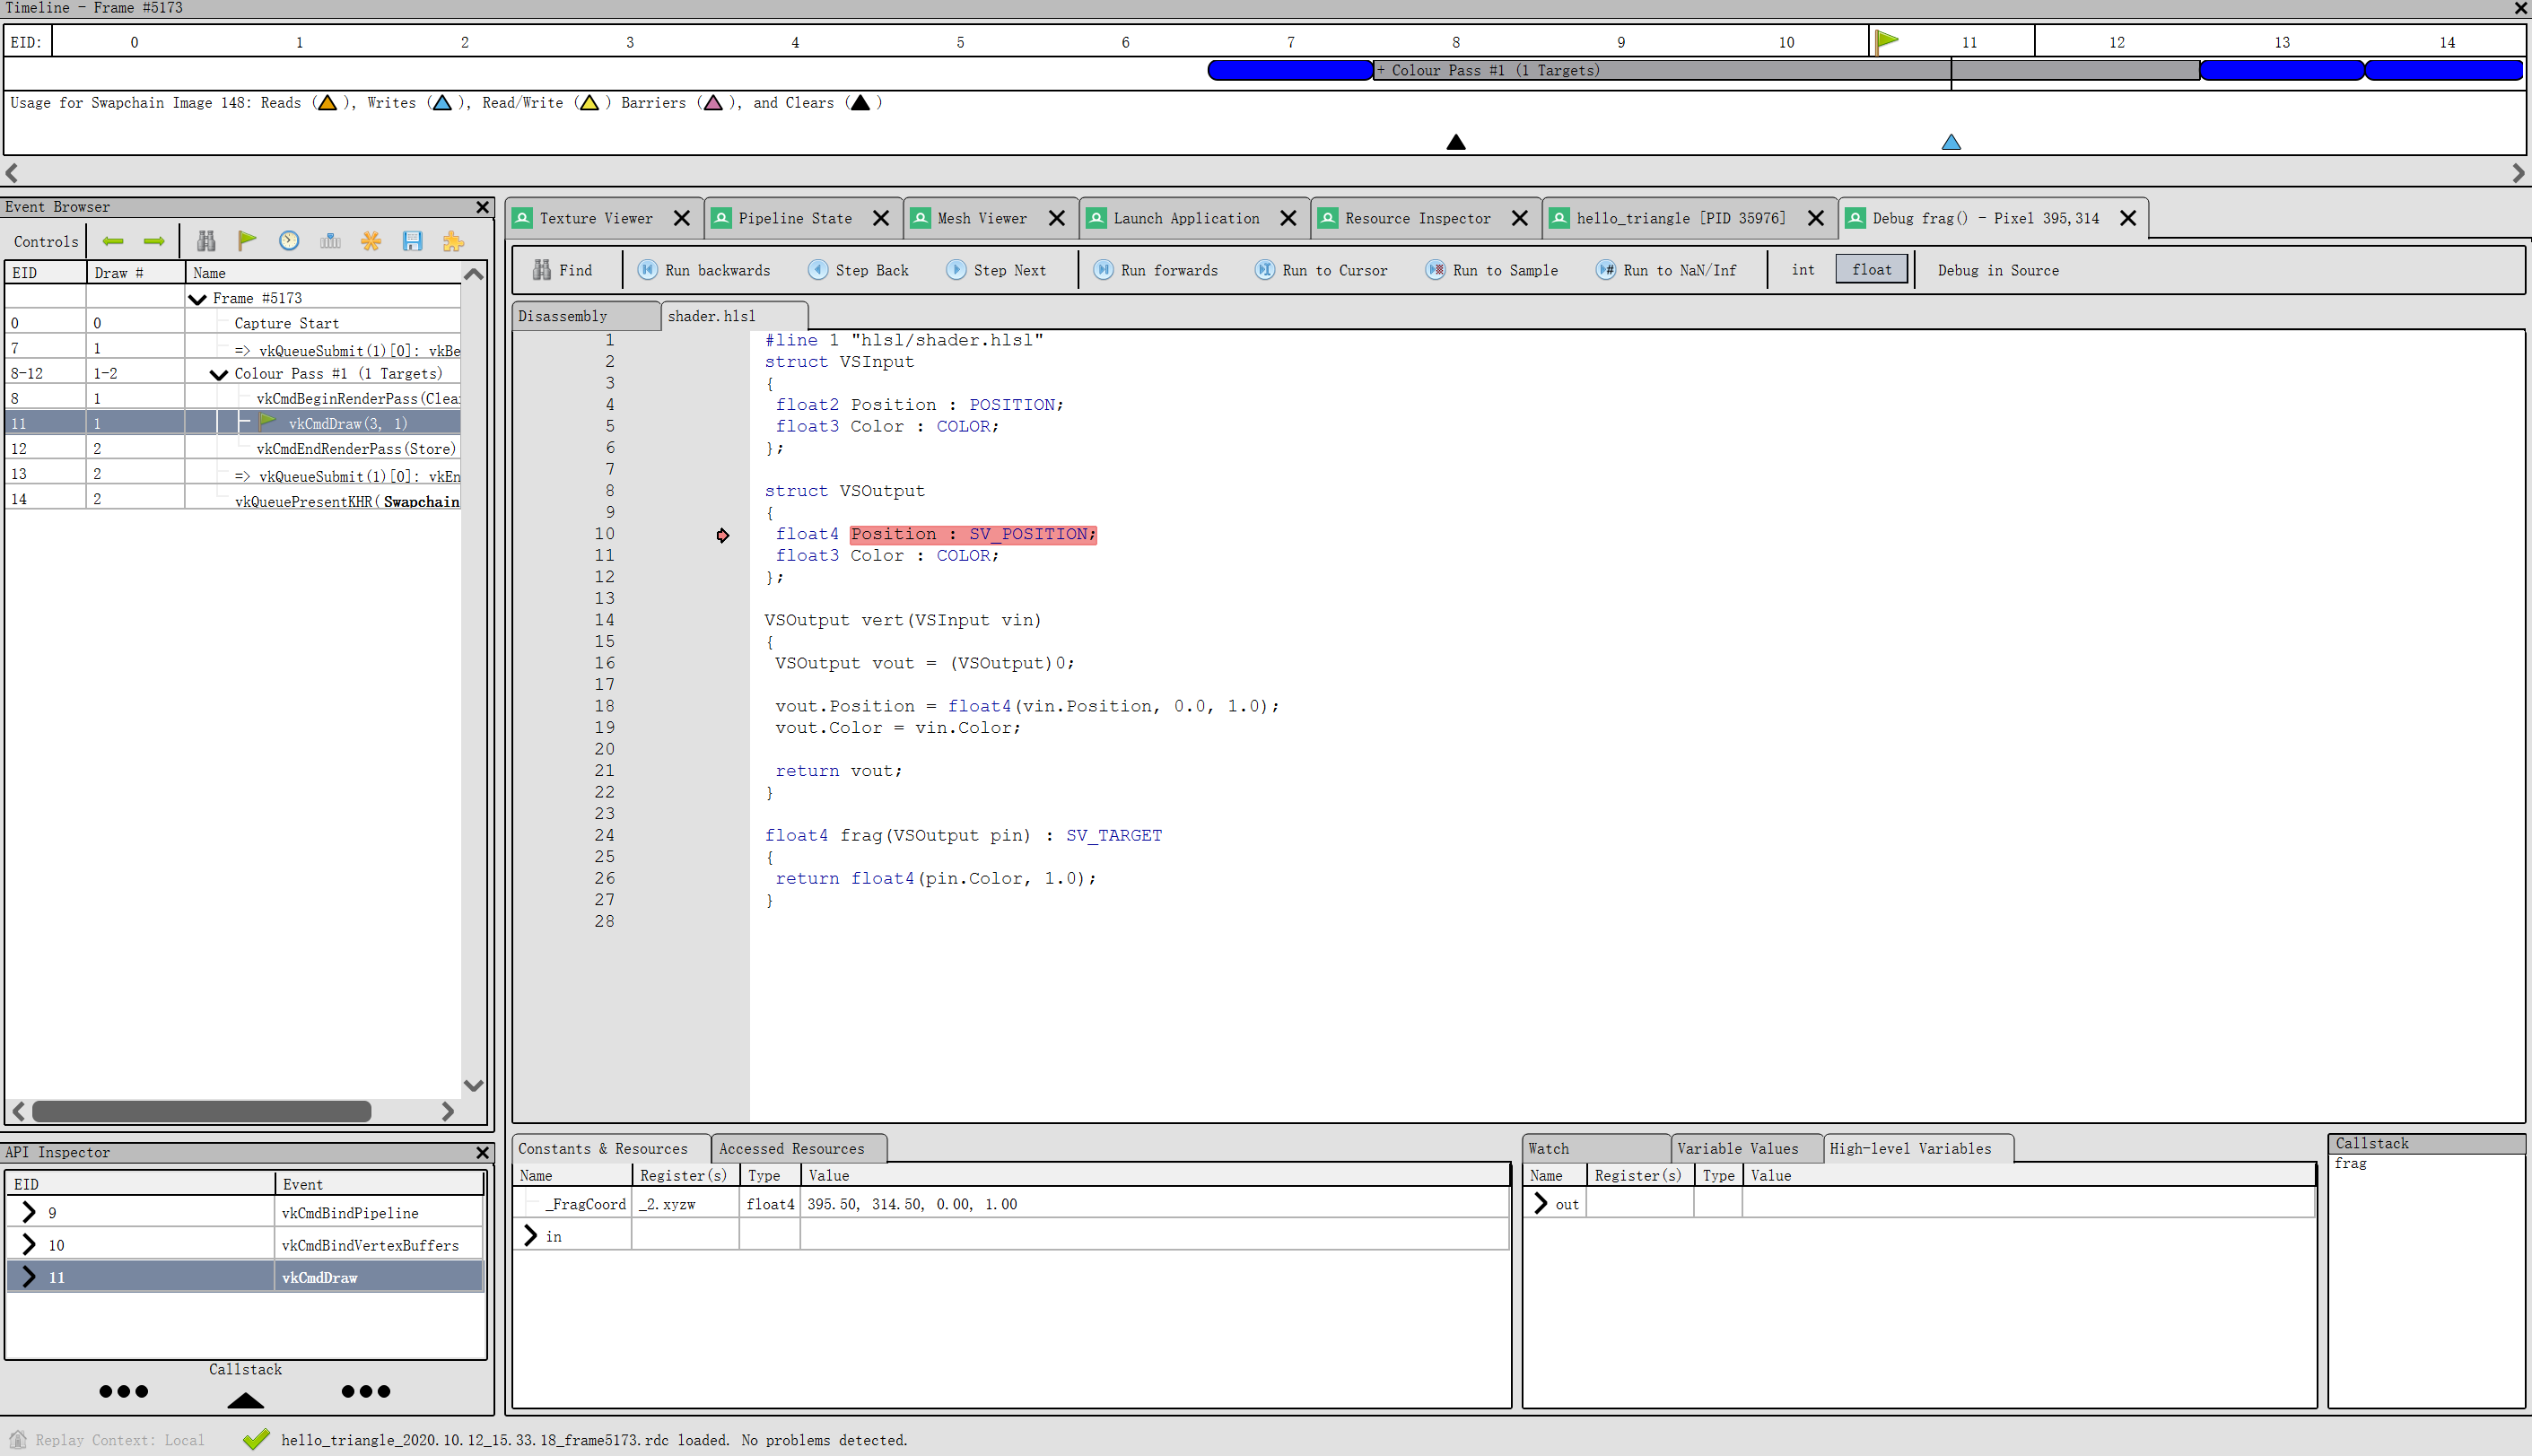 Timeline - Frame #5173
EID: 0 1 2 3 4 5 6 7 8 9 10 11 12 13 14
+ Colour Pass #1 (1 Targets)
Usage for Swapchain Image 148: Reads ( ), Writes ( ), Read/Write ( ) Barriers ( ), and Clears ( )
Event Browser
Controls
EID Draw # Name
Frame #5173
0 0 Capture Start
7 1 => vkQueueSubmit(1)[0]: vkBe
8-12 1-2 Colour Pass #1 (1 Targets)
8 1 vkCmdBeginRenderPass(Clea
11 1 vkCmdDraw(3, 1)
12 2 vkCmdEndRenderPass(Store)
13 2 => vkQueueSubmit(1)[0]: vkEn
14 2 vkQueuePresentKHR(Swapchain
Texture Viewer Pipeline State Mesh Viewer Launch Application Resource Inspector hello_triangle [PID 35976] Debug frag() - Pixel 395,314
Find Run backwards Step Back Step Next Run forwards Run to Cursor Run to Sample Run to NaN/Inf int float Debug in Source
Disassembly shader.hlsl
1 #line 1 "hlsl/shader.hlsl"
2 struct VSInput
3 {
4 float2 Position : POSITION;
5 float3 Color : COLOR;
6 };
7
8 struct VSOutput
9 {
10 float4 Position : SV_POSITION;
11 float3 Color : COLOR;
12 };
13
14 VSOutput vert(VSInput vin)
15 {
16 VSOutput vout = (VSOutput)0;
17
18 vout.Position = float4(vin.Position, 0.0, 1.0);
19 vout.Color = vin.Color;
20
21 return vout;
22 }
23
24 float4 frag(VSOutput pin) : SV_TARGET
25 {
26 return float4(pin.Color, 1.0);
27 }
28
API Inspector
EID Event
9 vkCmdBindPipeline
10 vkCmdBindVertexBuffers
11 vkCmdDraw
Callstack
Constants & Resources Accessed Resources
Name Register(s) Type Value
_FragCoord _2.xyzw float4 395.50, 314.50, 0.00, 1.00
in
Watch Variable Values High-level Variables
Name Register(s) Type Value
out
Callstack
frag
Replay Context: Local hello_triangle_2020.10.12_15.33.18_frame5173.rdc loaded. No problems detected.